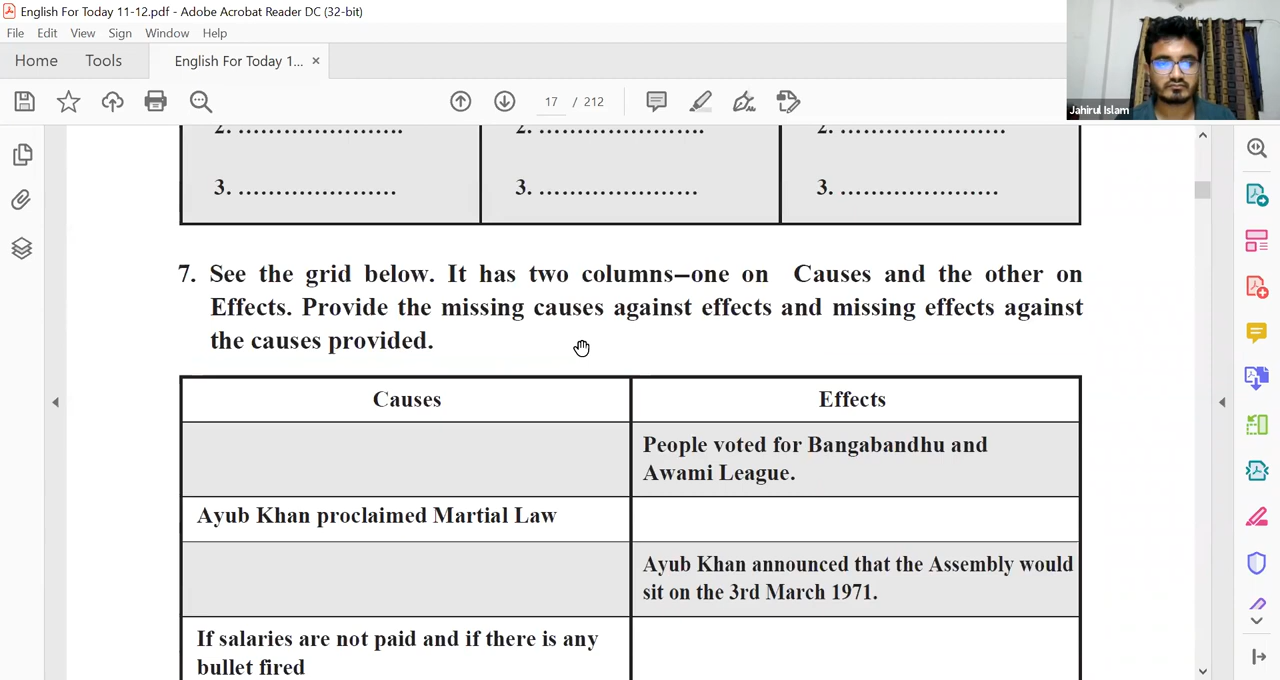 English For Today 11-12.pdf - Adobe Acrobat Reader DC (32-bit)
File Edit View Sign Window Help
Home Tools English For Today 1... ×
17 / 212
Jahirul Islam
2. ........................ 2. ........................ 2. ........................
3. ........................ 3. ........................ 3. ........................
7. See the grid below. It has two columns–one on Causes and the other on
Effects. Provide the missing causes against effects and missing effects against
the causes provided.
Causes Effects
People voted for Bangabandhu and
Awami League.
Ayub Khan proclaimed Martial Law
Ayub Khan announced that the Assembly would
sit on the 3rd March 1971.
If salaries are not paid and if there is any
bullet fired